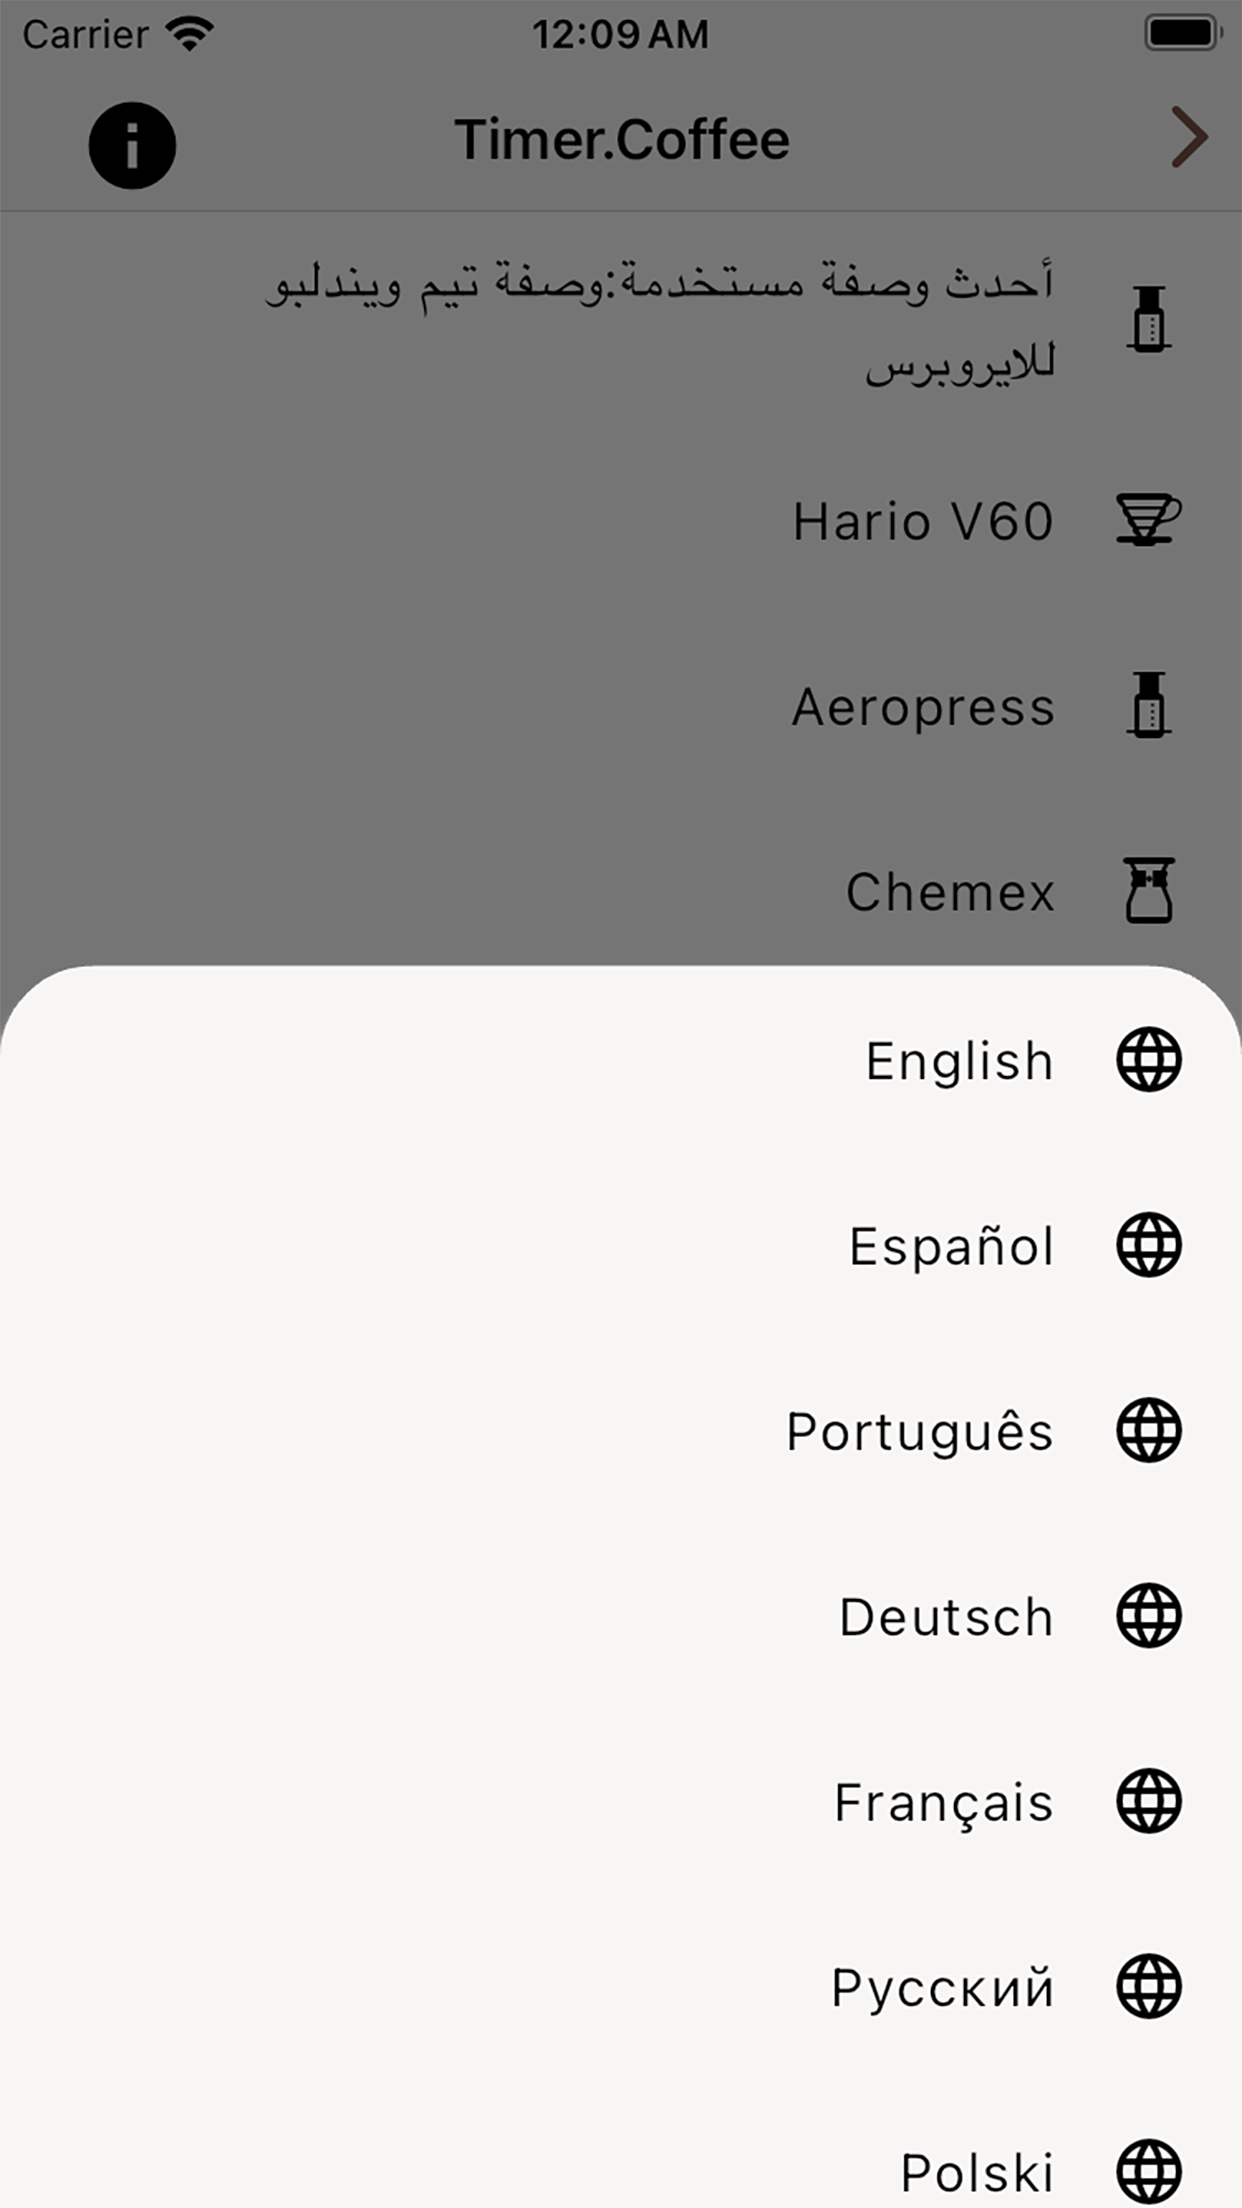 Carrier 12:09 AM
Timer.Coffee
أحدث وصفة مستخدمة:وصفة تيم ويندلبو
للايروبرس
Hario V60
Aeropress
Chemex
English
Español
Português
Deutsch
Français
Русский
Polski